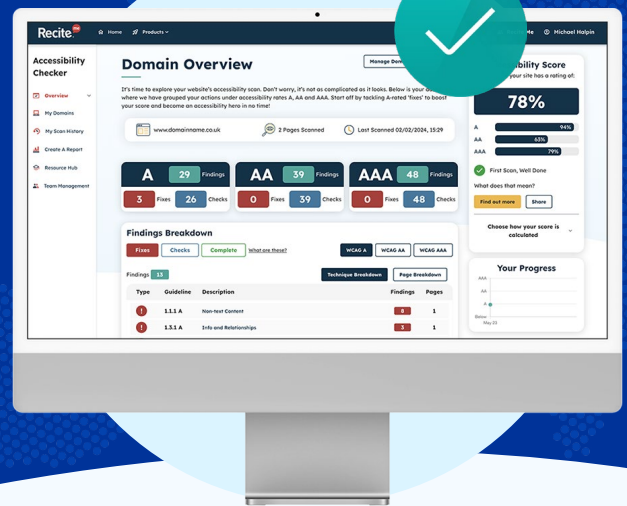 Recite me
Home
Products
Me
Michael Halpin
Accessibility
Checker
Overview
My Domains
My Scan History
Create A Report
Resource Hub
Team Management
Domain Overview
Manage
It's time to explore your website's accessibility scan. Don't worry, it's not as complicated as it looks. Below is your
where we have grouped your actions under accessibility rates A, AA and AAA. Start off by tackling A-rated 'fixes' to boost
your score and become an accessibility hero in no time!
www.domainname.co.uk
2 Pages Scanned
Last Scanned 02/02/2024, 15:29
A 29 Findings
3 Fixes 26 Checks
AA 39 Findings
0 Fixes 39 Checks
AAA 48 Findings
0 Fixes 48 Checks
Findings Breakdown
Fixes Checks Complete What are these?
WCAG A WCAG AA WCAG AAA
Findings 13
Technique Breakdown Page Breakdown
Type Guideline Description Findings Pages
1.1.1 A Non-text Content 8 1
1.3.1 A Info and Relationships 3 1
Score
your site has a rating of:
78%
A 94%
AA 63%
AAA 79%
First Scan, Well Done
What does that mean?
Find out more Share
Choose how your score is
calculated
Your Progress
AAA
AA
A
Below
May 23